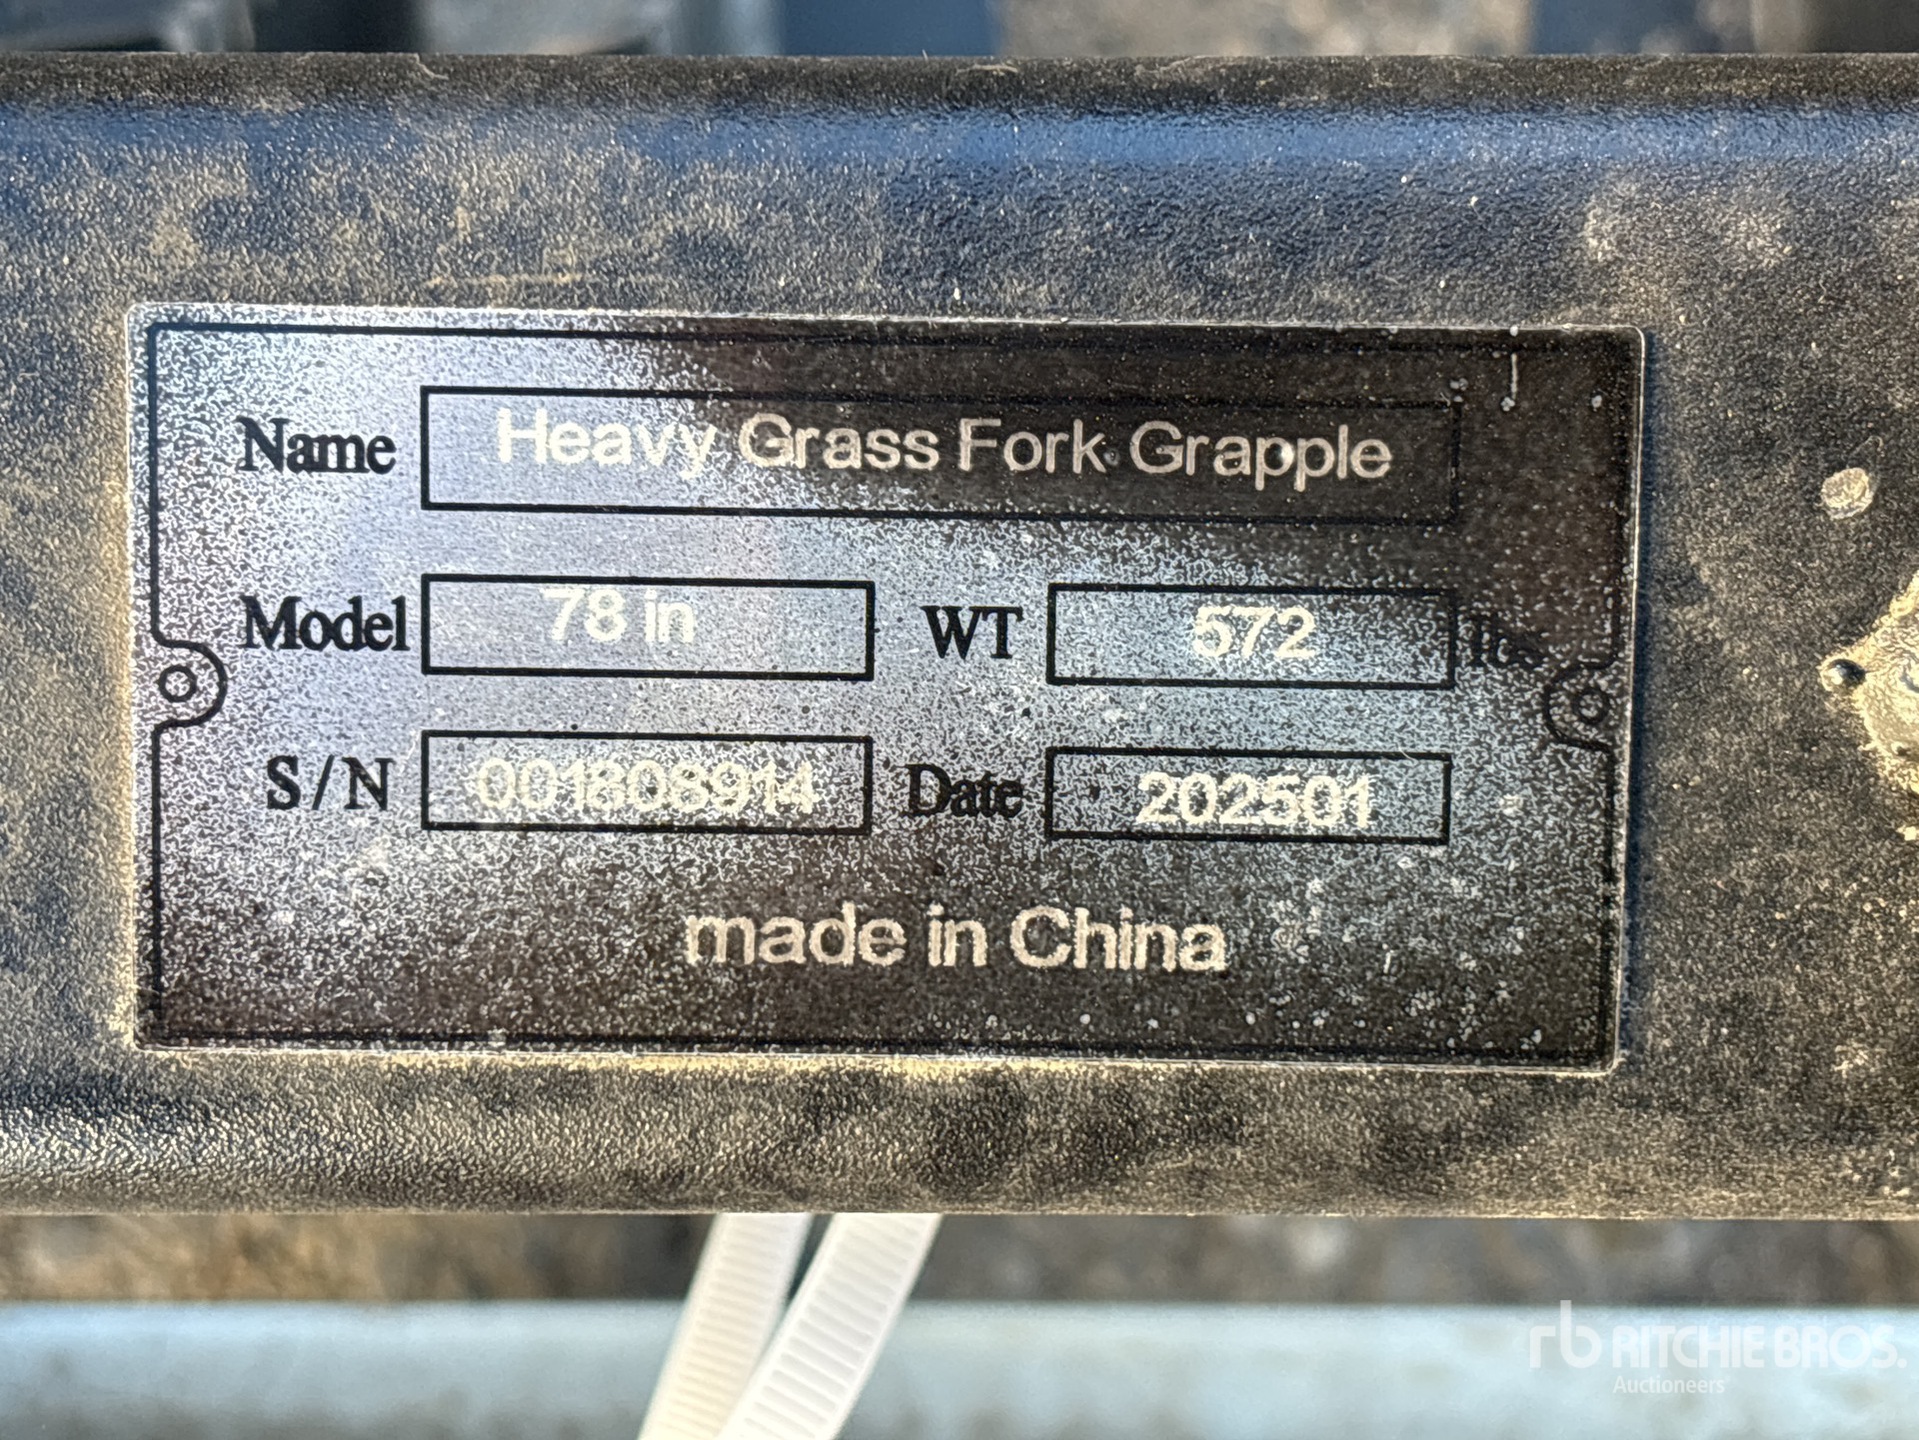 Name Heavy Grass Fork Grapple
Model 78 in WT 572 lbs
S/N 001808914 Date 202501
made in China
rb RITCHIE BROS.
Auctioneers